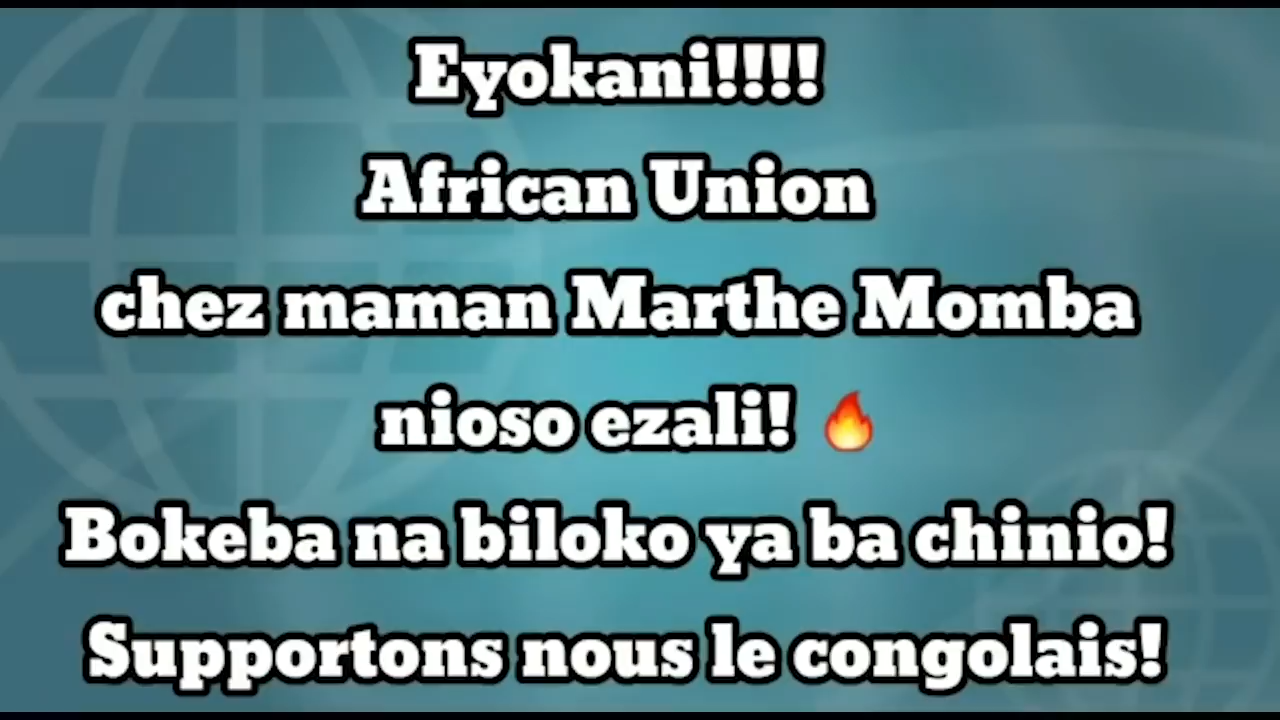 Eyokani!!!!
African Union
chez maman Marthe Momba
nioso ezali! 🔥
Bokeba na biloko ya ba chinio!
Supportons nous le congolais!